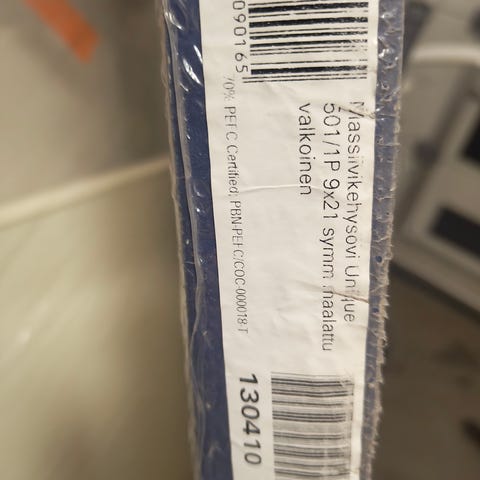 Massiivikehysovi Unique
501/1P 9x21 symm. maalattu
valkoinen
090165
70% PEFC Certified, PBN-PEFC/COC-000018-T
130410